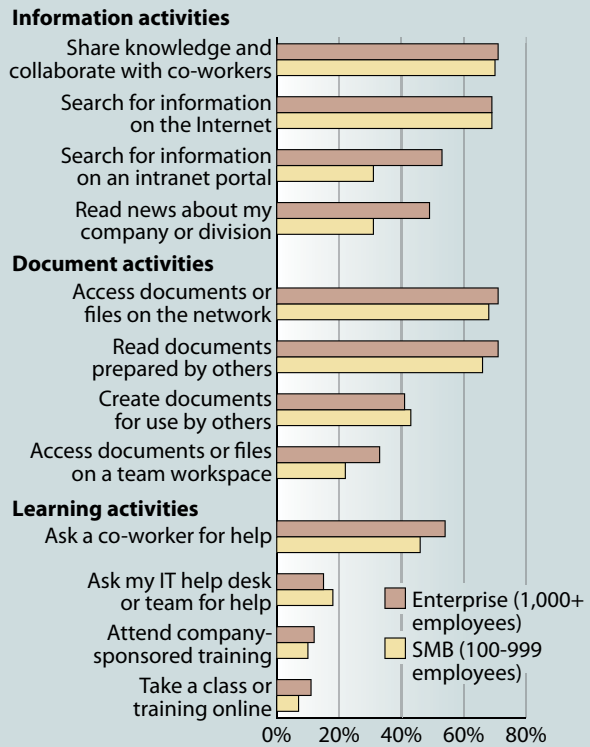 Information activities
Share knowledge and
collaborate with co-workers
Search for information
on the Internet
Search for information
on an intranet portal
Read news about my
company or division
Document activities
Access documents or
files on the network
Read documents
prepared by others
Create documents
for use by others
Access documents or files
on a team workspace
Learning activities
Ask a co-worker for help
Ask my IT help desk
or team for help
Attend company-
sponsored training
Take a class or
training online
Enterprise (1,000+
employees)
SMB (100-999
employees)
0% 20% 40% 60% 80%